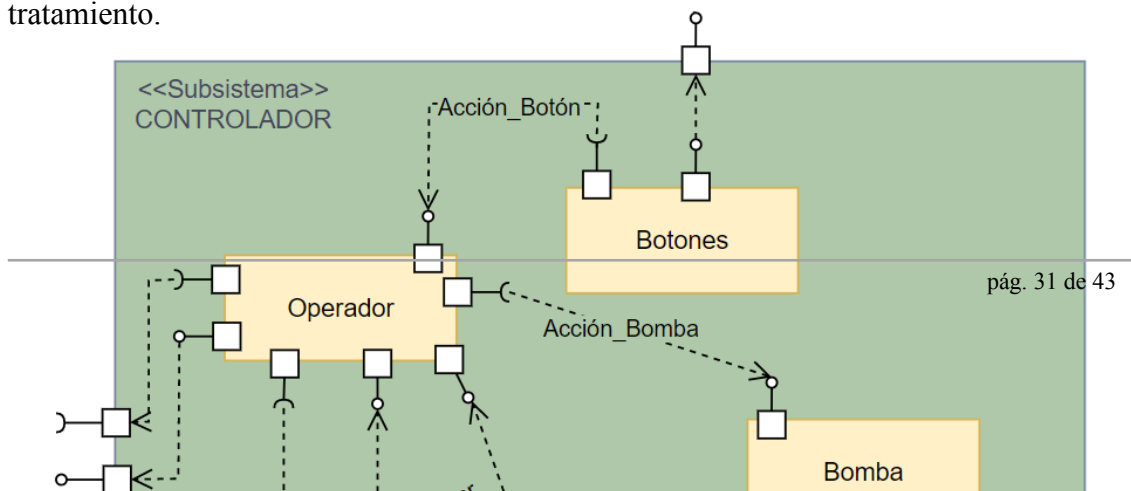 tratamiento.
<<Subsistema>>
CONTROLADOR
Acción_Botón
Botones
pág. 31 de 43
Operador
Acción_Bomba
Bomba